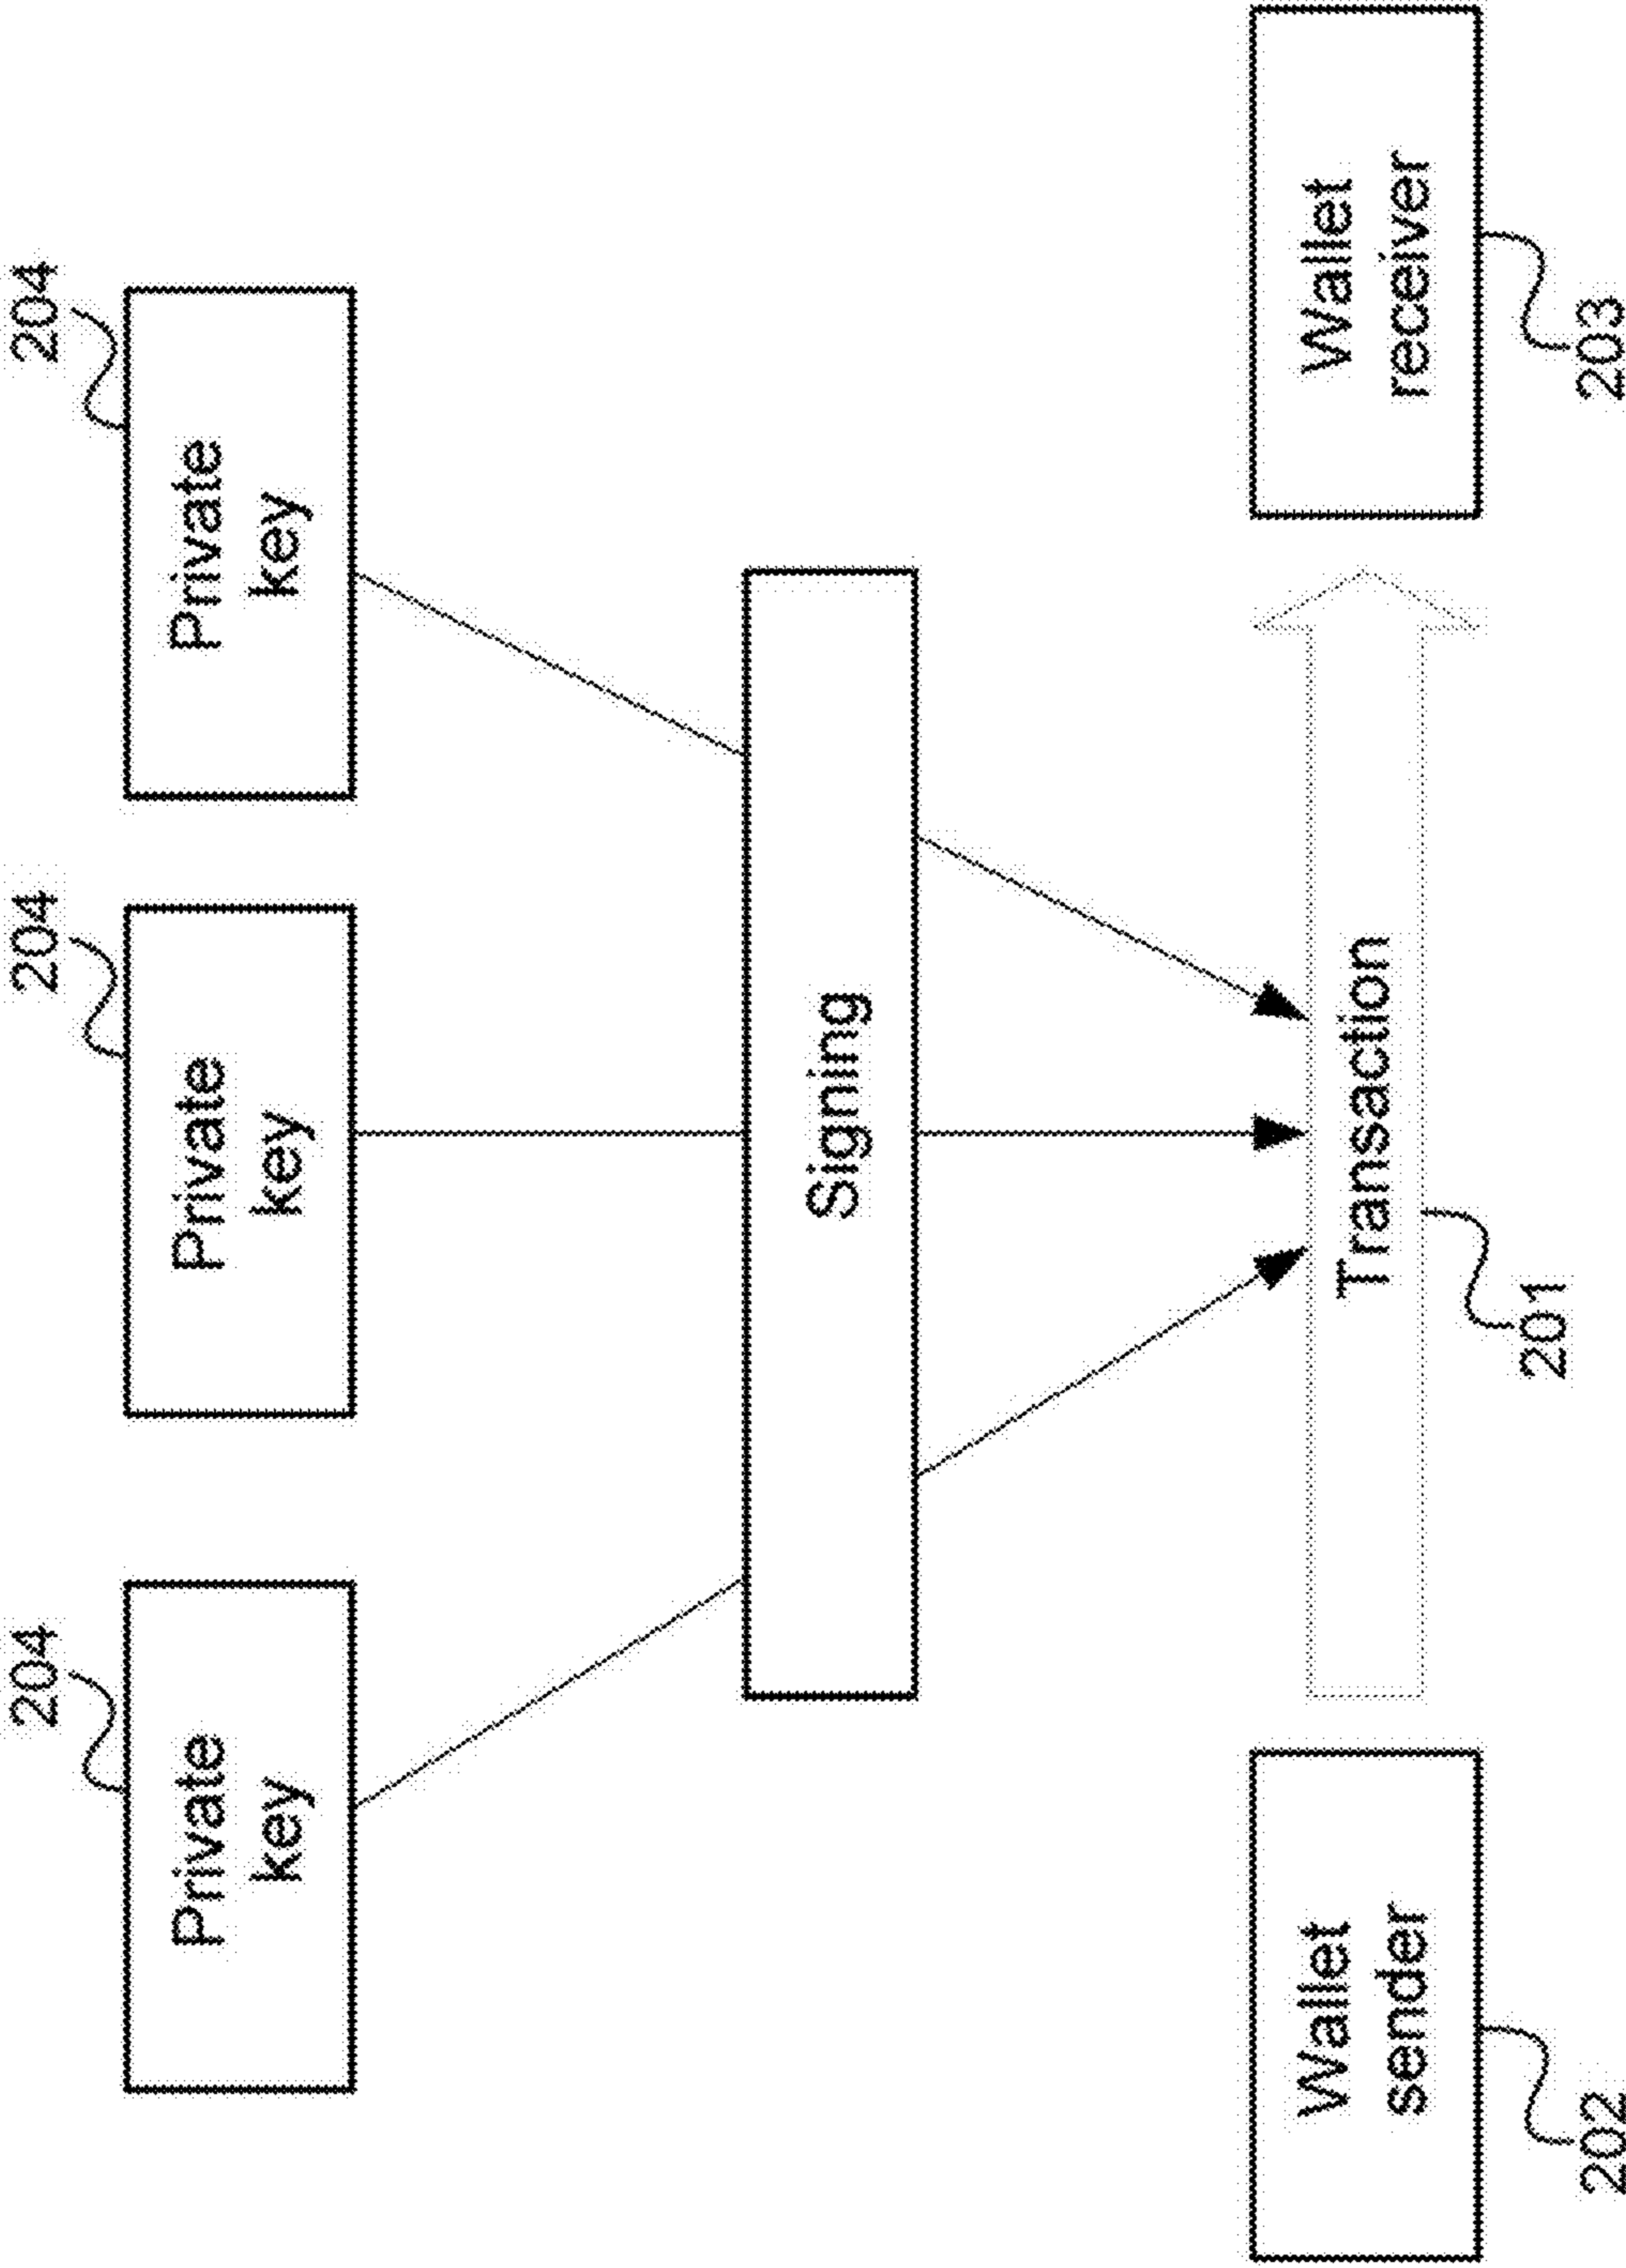 204
204
204
Private
key
Private
key
Private
key
Signing
Transaction
Wallet
sender
Wallet
receiver
201
202
203